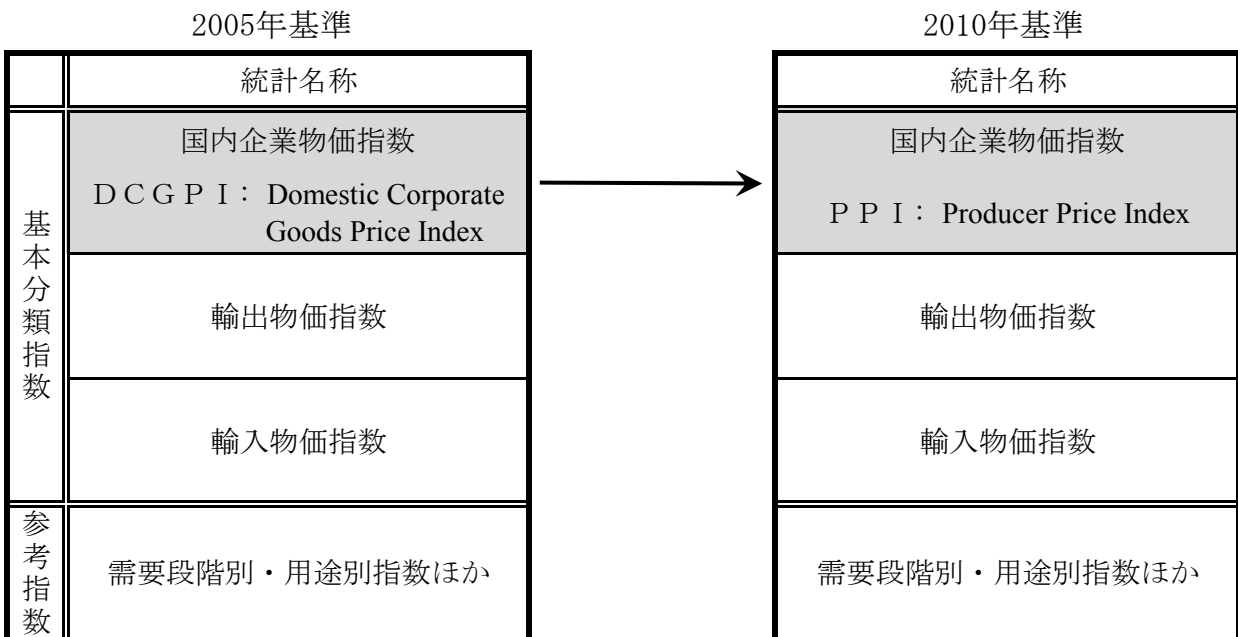 2005年基準
統計名称
基本分類指数
国内企業物価指数
ＤＣＧＰＩ： Domestic Corporate
Goods Price Index
輸出物価指数
輸入物価指数
参考指数
需要段階別・用途別指数ほか
2010年基準
統計名称
国内企業物価指数
ＰＰＩ： Producer Price Index
輸出物価指数
輸入物価指数
需要段階別・用途別指数ほか